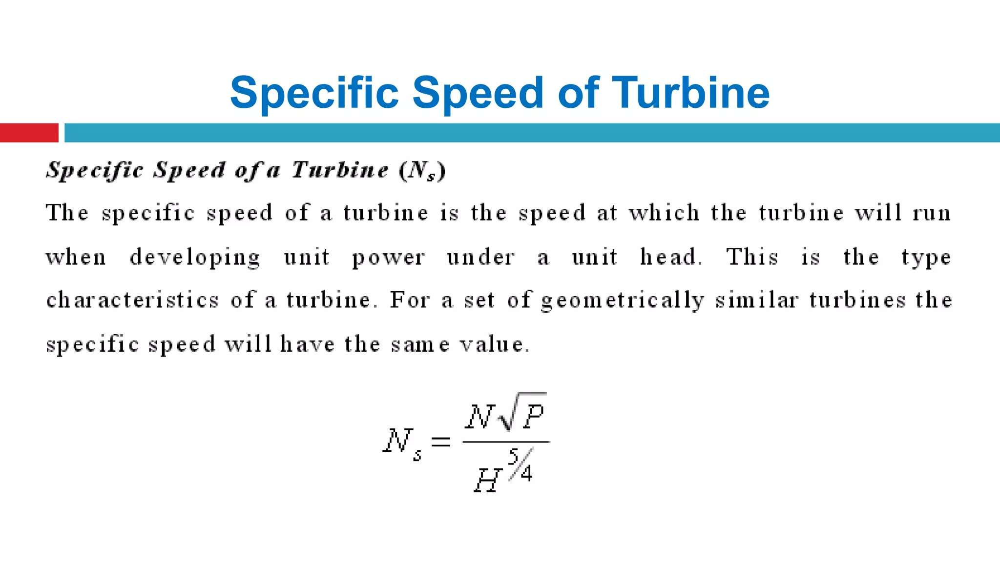 Specific Speed of Turbine
Specific Speed of a Turbine (Nₛ)
The specific speed of a turbine is the speed at which the turbine will run
when developing unit power under a unit head. This is the type
characteristics of a turbine. For a set of geometrically similar turbines the
specific speed will have the same value.
Nₛ = N√P / H^5/4